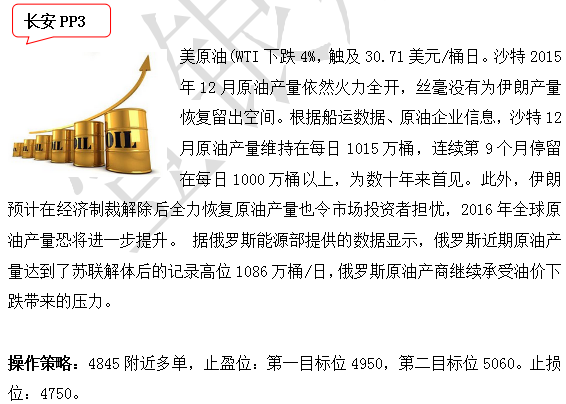 长安 PP3
美原油(WTI 下跌 4%，触及 30.71 美元/桶日。沙特 2015
年 12 月原油产量依然火力全开，丝毫没有为伊朗产量
恢复留出空间。根据船运数据、原油企业信息，沙特 12
月原油产量维持在每日 1015 万桶，连续第 9 个月停留
在每日 1000 万桶以上，为数十年来首见。此外，伊朗
预计在经济制裁解除后全力恢复原油产量也令市场投资者担忧，2016 年全球原
油产量恐将进一步提升。 据俄罗斯能源部提供的数据显示，俄罗斯近期原油产
量达到了苏联解体后的记录高位 1086 万桶/日，俄罗斯原油产商继续承受油价下
跌带来的压力。
操作策略：4845 附近多单，止盈位：第一目标位 4950，第二目标位 5060。止损
位：4750。
OIL
OIL
OIL